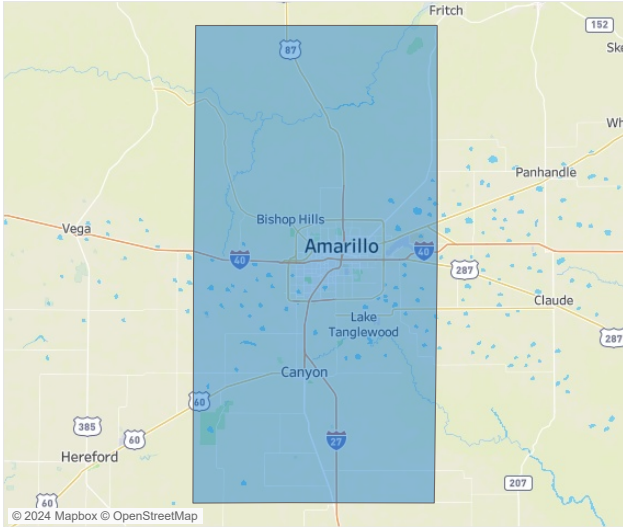 Fritch
152
Ske
87
Wh
Panhandle
Bishop Hills
Vega
Amarillo
40
40
287
Claude
Lake
Tanglewood
287
Canyon
60
385
60
27
Hereford
207
60
© 2024 Mapbox © OpenStreetMap